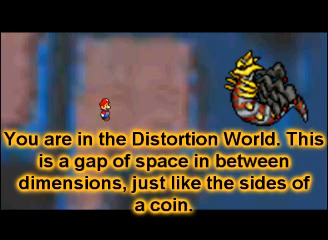 You are in the Distortion World. This
is a gap of space in between
dimensions, just like the sides of
a coin.